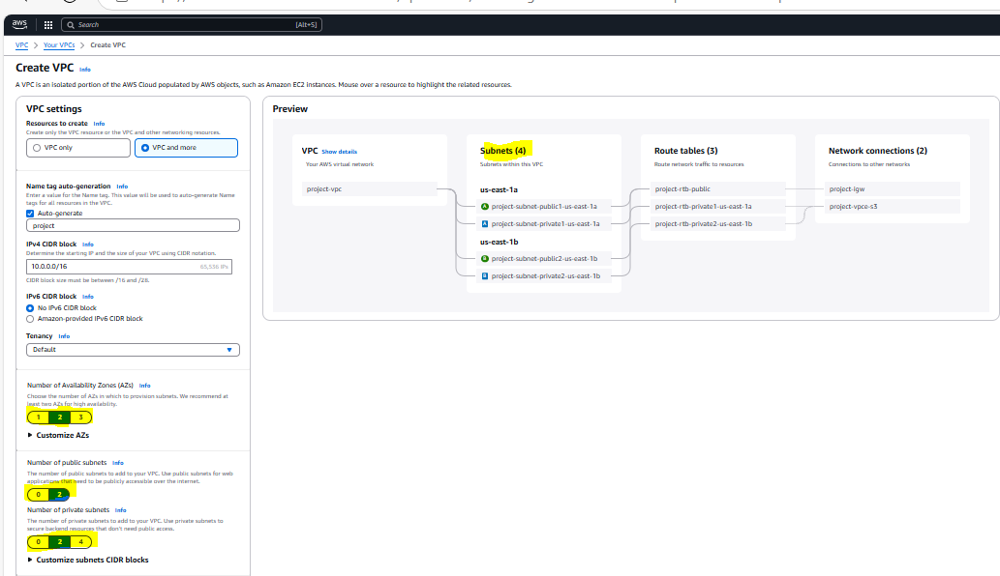 aws
Search
[Alt+S]
VPC > Your VPCs > Create VPC
Create VPC Info
A VPC is an isolated portion of the AWS Cloud populated by AWS objects, such as Amazon EC2 instances. Mouse over a resource to highlight the related resources.
VPC settings
Resources to create Info
Create only the VPC resource or the VPC and other networking resources.
VPC only
VPC and more
Name tag auto-generation Info
Enter a value for the Name tag. This value will be used to auto-generate Name
tags for all resources in the VPC.
Auto-generate
project
IPv4 CIDR block Info
Determine the starting IP and the size of your VPC using CIDR notation.
10.0.0.0/16 65,536 IPs
CIDR block size must be between /16 and /28.
IPv6 CIDR block Info
No IPv6 CIDR block
Amazon-provided IPv6 CIDR block
Tenancy Info
Default
Number of Availability Zones (AZs) Info
Choose the number of AZs in which to provision subnets. We recommend at
least two AZs for high availability.
1 2 3
Customize AZs
Number of public subnets Info
The number of public subnets to add to your VPC. Use public subnets for web
applications that need to be publicly accessible over the internet.
0 2
Number of private subnets Info
The number of private subnets to add to your VPC. Use private subnets to
secure backend resources that don't need public access.
0 2 4
Customize subnets CIDR blocks
Preview
VPC Show details
Your AWS virtual network
project-vpc
Subnets (4)
Subnets within this VPC
us-east-1a
A project-subnet-public1-us-east-1a
A project-subnet-private1-us-east-1a
us-east-1b
B project-subnet-public2-us-east-1b
B project-subnet-private2-us-east-1b
Route tables (3)
Route network traffic to resources
project-rtb-public
project-rtb-private1-us-east-1a
project-rtb-private2-us-east-1b
Network connections (2)
Connections to other networks
project-igw
project-vpce-s3